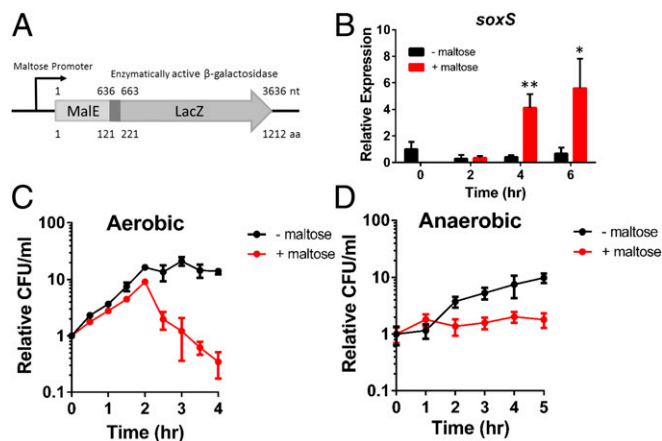 A
Maltose Promoter
Enzymatically active β-galactosidase
1 636 663 3636 nt
MalE LacZ
1 121 221 1212 aa
B
soxS
Relative Expression
10
8
6
4
2
0
- maltose
+ maltose
** *
0 2 4 6
Time (hr)
C
Aerobic
Relative CFU/ml
100
10
1
0.1
- maltose
+ maltose
0 1 2 3 4
Time (hr)
D
Anaerobic
Relative CFU/ml
100
10
1
0.1
- maltose
+ maltose
0 1 2 3 4 5
Time (hr)